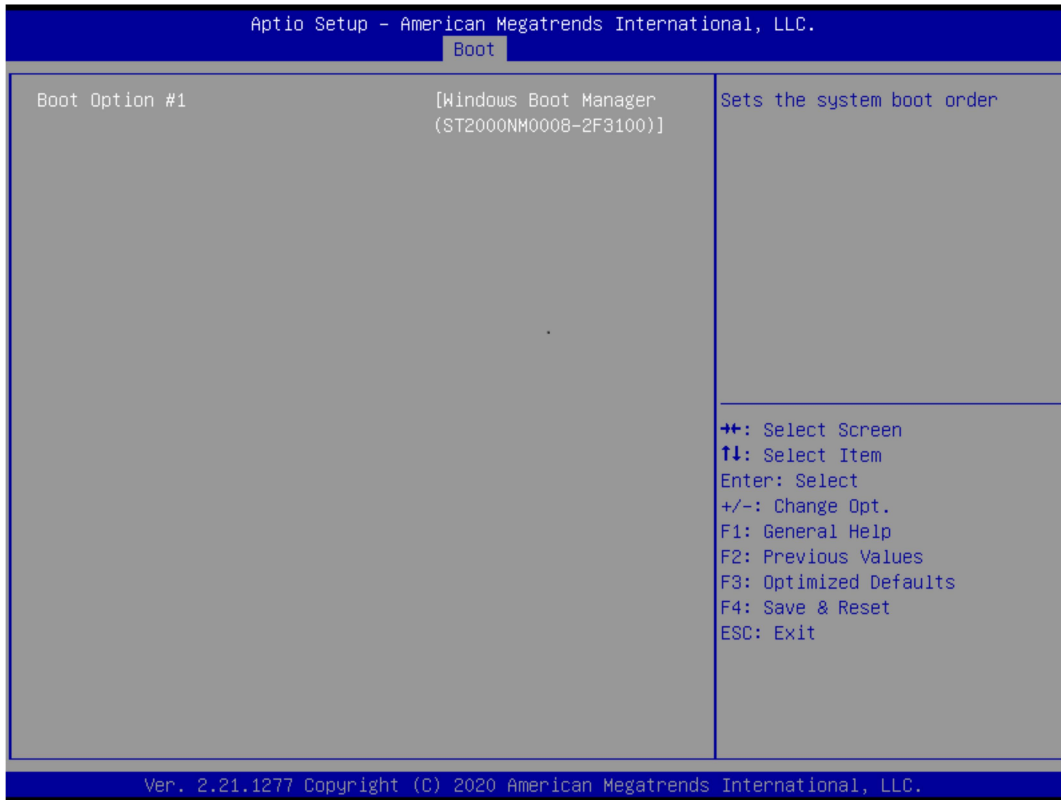 Aptio Setup – American Megatrends International, LLC.
Boot
Boot Option #1 [Windows Boot Manager
(ST2000NM0008-2F3100)]
Sets the system boot order
→←: Select Screen
↑↓: Select Item
Enter: Select
+/-: Change Opt.
F1: General Help
F2: Previous Values
F3: Optimized Defaults
F4: Save & Reset
ESC: Exit
Ver. 2.21.1277 Copyright (C) 2020 American Megatrends International, LLC.